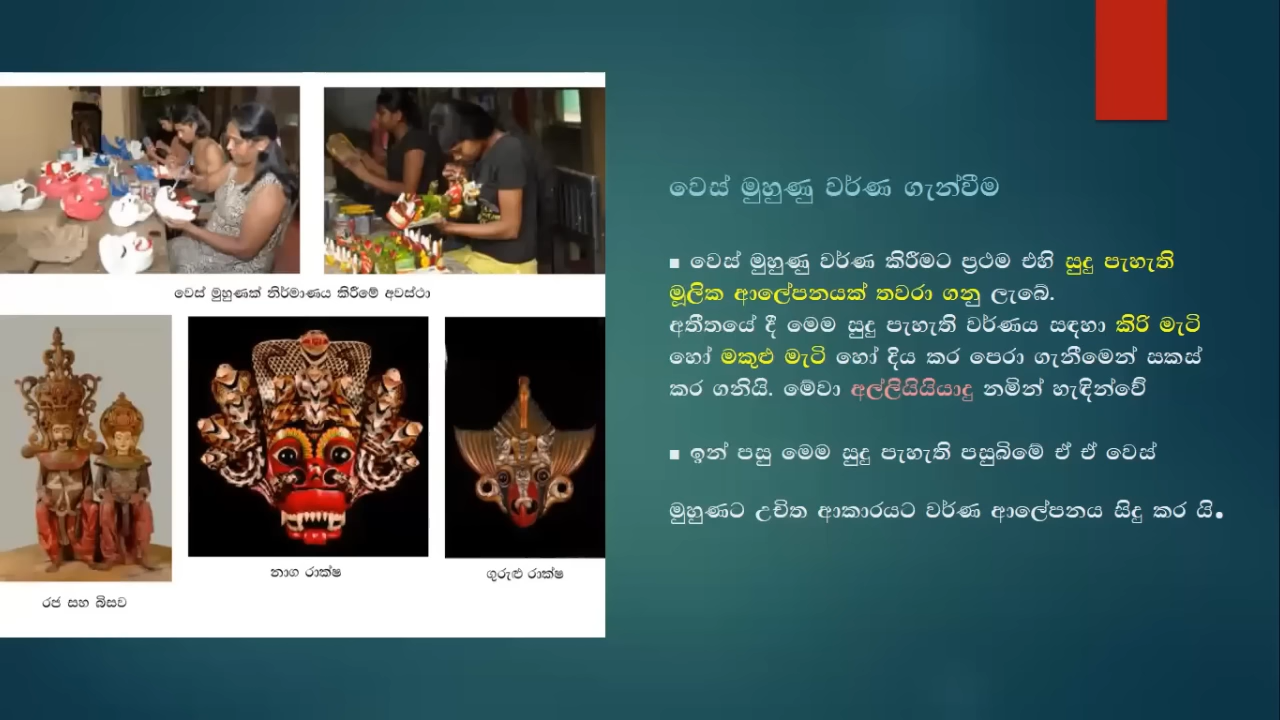 වෙස් මුහුණක් නිර්මාණය කිරීමේ අවස්ථා
රජ සහ බිසව
නාග රාක්ෂ
ගුරුළු රාක්ෂ
වෙස් මුහුණු වර්ණ ගැන්වීම
▪ වෙස් මුහුණු වර්ණ කිරීමට ප්‍රථම එහි සුදු පැහැති
මූලික ආලේපනයක් තවරා ගනු ලැබේ.
අතීතයේ දී මෙම සුදු පැහැති වර්ණය සඳහා කිරි මැටි
හෝ මකුළු මැටි හෝ දිය කර පෙරා ගැනීමෙන් සකස්
කර ගනියි. මේවා අල්ලියියියාදු නමින් හැඳින්වේ
▪ ඉන් පසු මෙම සුදු පැහැති පසුබිමේ ඒ ඒ වෙස්
මුහුණට උචිත ආකාරයට වර්ණ ආලේපනය සිදු කර යි.